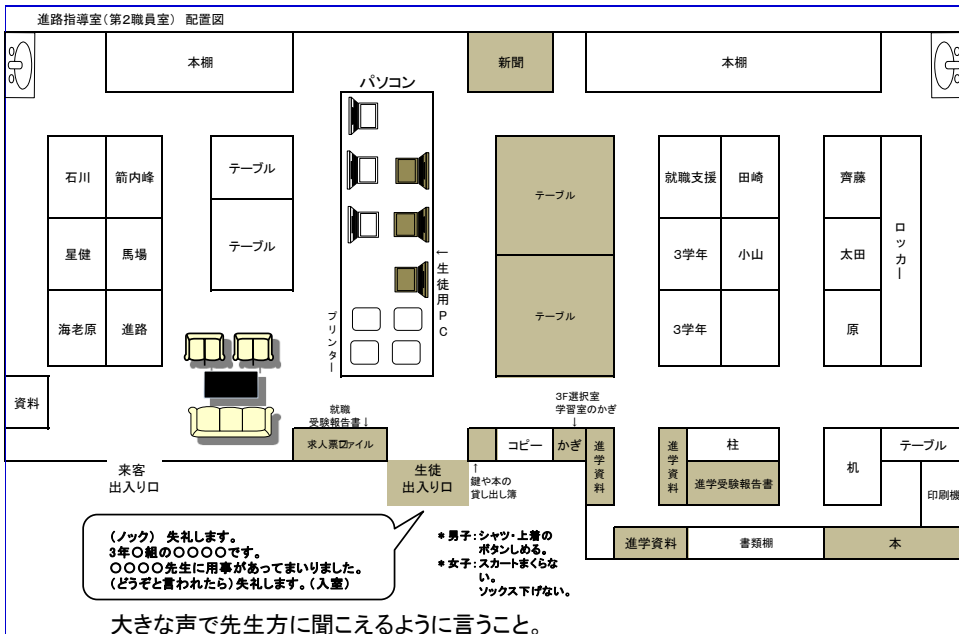 進路指導室(第2職員室) 配置図
本棚
新聞
本棚
パソコン
石川
箭内峰
テーブル
テーブル
就職支援
田崎
齊藤
星健
馬場
テーブル
←生徒用PC
3学年
小山
太田
ロッカー
海老原
進路
プリンター
テーブル
3学年
原
資料
就職
受験報告書↓
求人票ファイル
3F選択室
学習室のかぎ
↓
コピー
かぎ
進学資料
進学資料
柱
進学受験報告書
机
テーブル
印刷機
来客
出入り口
生徒
出入り口
↑
鍵や本の
貸し出し簿
進学資料
書類棚
本
(ノック) 失礼します。
3年○組の○○○○です。
○○○○先生に用事があってまいりました。
(どうぞと言われたら)失礼します。(入室)
*男子:シャツ・上着の
ボタンしめる。
*女子:スカートまくらな
い。
ソックス下げない。
大きな声で先生方に聞こえるように言うこと。